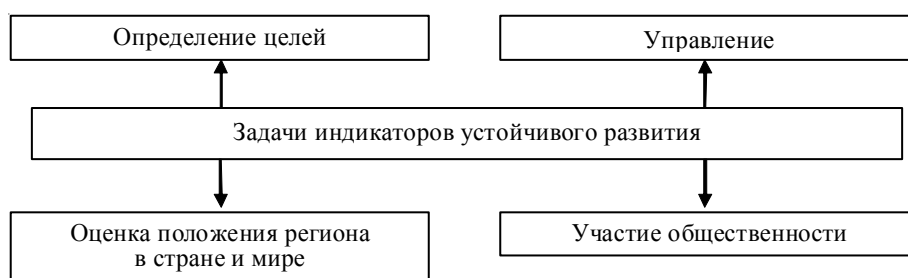 Определение целей
Управление
Задачи индикаторов устойчивого развития
Оценка положения региона
в стране и мире
Участие общественности